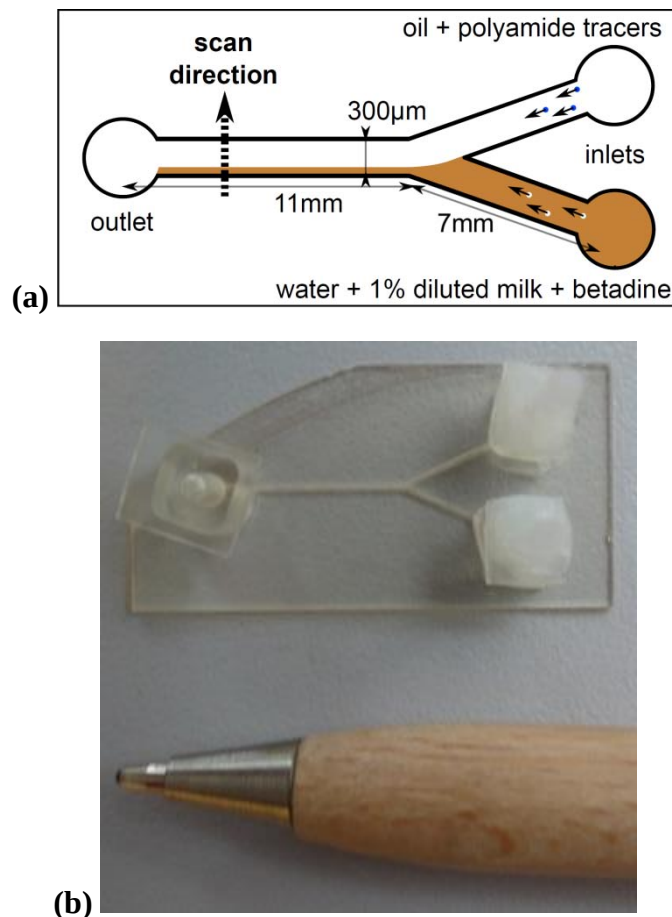 oil + polyamide tracers
scan
direction
300µm
inlets
outlet
11mm
7mm
water + 1% diluted milk + betadine
(a)
(b)